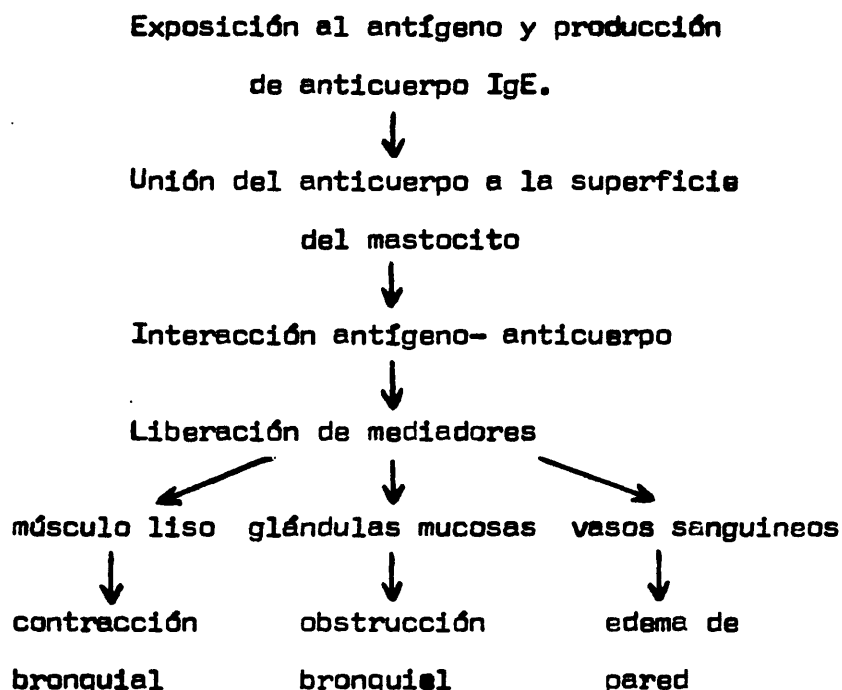 Exposición al antígeno y producción
de anticuerpo IgE.
Unión del anticuerpo a la superficie
del mastocito
Interacción antígeno- anticuerpo
Liberación de mediadores
músculo liso glándulas mucosas vasos sanguineos
contracción obstrucción edema de
bronquial bronquial pared